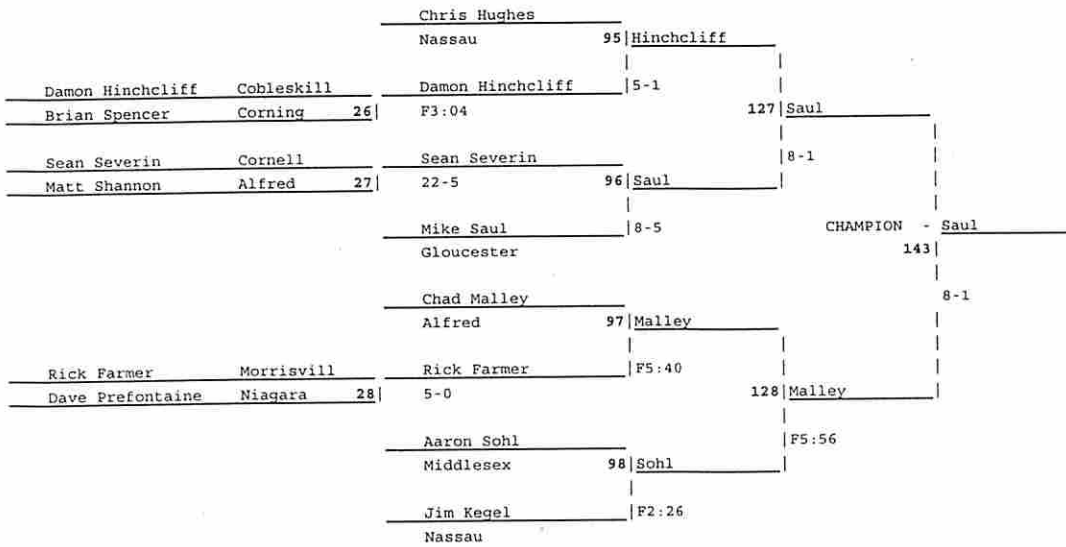 Chris Hughes
Nassau 95 Hinchcliff
Damon Hinchcliff Cobleskill Damon Hinchcliff 5-1
Brian Spencer Corning 26 F3:04 127 Saul
Sean Severin Cornell Sean Severin 8-1
Matt Shannon Alfred 27 22-5 96 Saul
Mike Saul 8-5 CHAMPION - Saul
Gloucester 143
Chad Malley 8-1
Alfred 97 Malley
Rick Farmer Morrisvill Rick Farmer F5:40
Dave Prefontaine Niagara 28 5-0 128 Malley
Aaron Sohl F5:56
Middlesex 98 Sohl
Jim Kegel F2:26
Nassau